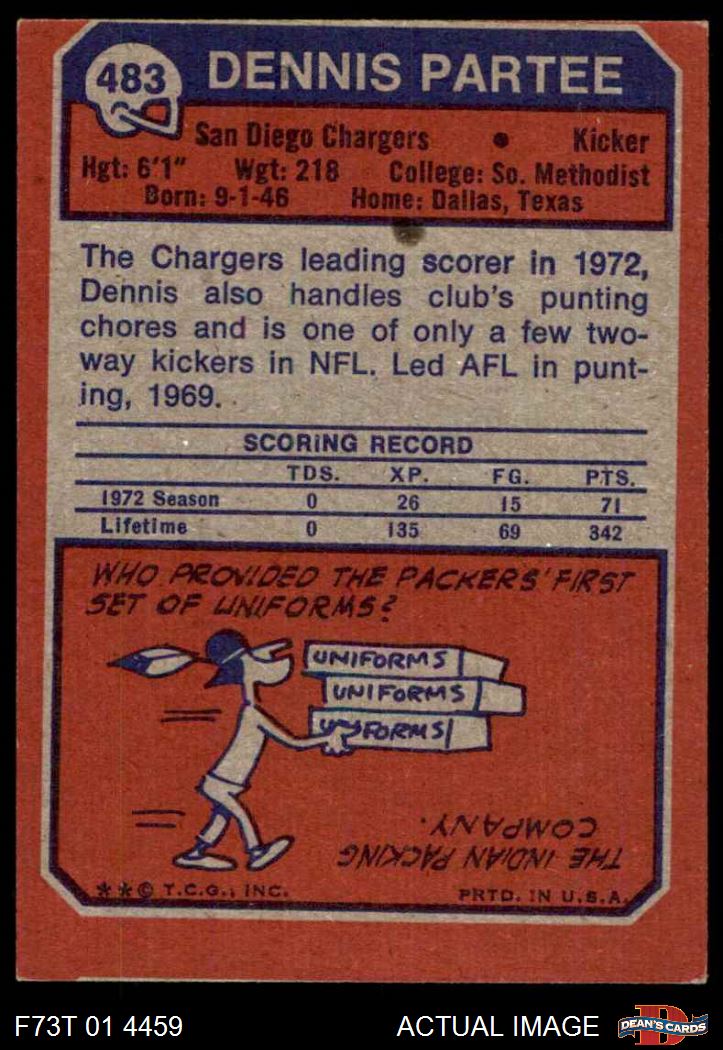 483 DENNIS PARTEE
San Diego Chargers • Kicker
Hgt: 6'1" Wgt: 218 College: So. Methodist
Born: 9-1-46 Home: Dallas, Texas
The Chargers leading scorer in 1972,
Dennis also handles club's punting
chores and is one of only a few two-
way kickers in NFL. Led AFL in punt-
ing, 1969.
SCORING RECORD
TDS. XP. FG. PTS.
1972 Season 0 26 15 71
Lifetime 0 135 69 342
WHO PROVIDED THE PACKERS' FIRST
SET OF UNIFORMS?
UNIFORMS
UNIFORMS
UNIFORMS
THE INDIAN PACKING
COMPANY.
**© T.C.G., INC. PRTD. IN U.S.A.
F73T 01 4459 ACTUAL IMAGE D DEAN'S CARDS